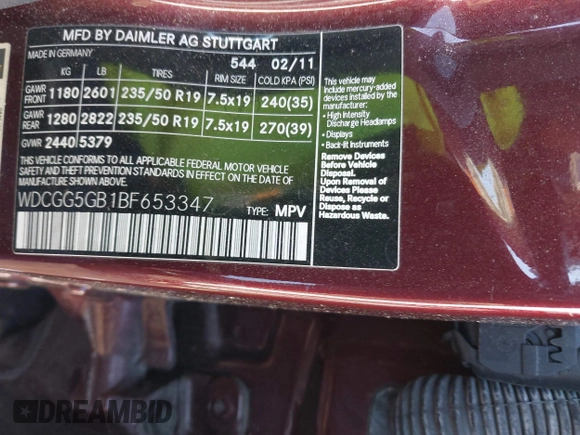 MFD BY DAIMLER AG STUTTGART
MADE IN GERMANY 544 02/11
KG LB TIRES RIM SIZE COLD KPA (PSI)
GAWR FRONT 1180 2601 235/50 R19 7.5x19 240(35)
GAWR REAR 1280 2822 235/50 R19 7.5x19 270(39)
GVWR 2440 5379
THIS VEHICLE CONFORMS TO ALL APPLICABLE FEDERAL MOTOR VEHICLE
SAFETY AND THEFT PREVENTION STANDARDS IN EFFECT ON THE DATE
OF MANUFACTURE SHOWN ABOVE.
WDCGG5GB1BF653347 TYPE: MPV
This vehicle may
include mercury-added
devices installed by the
manufacturer:
• High Intensity
Discharge Headlamps
• Displays
• Back-lit Instruments
Remove Devices
Before Vehicle
Disposal.
Upon Removal of
Devices Please
Reuse, Recycle or
Dispose as
Hazardous Waste.
DREAMBID